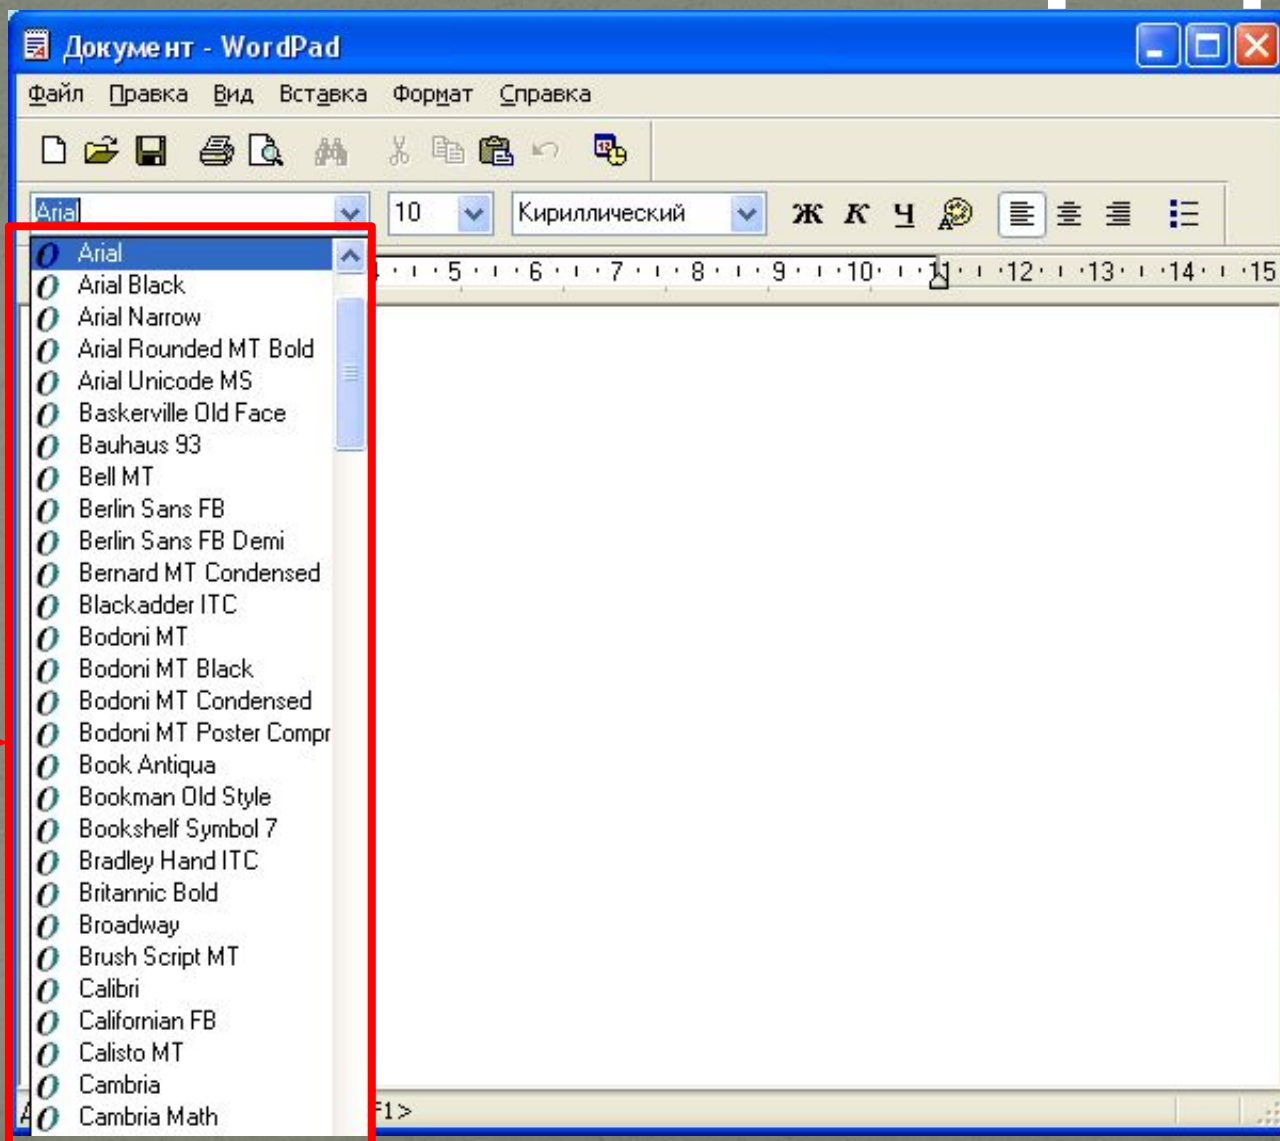 Документ - WordPad
Файл Правка Вид Вставка Формат Справка
Arial 10 Кириллический Ж К Ч
Arial
5 6 7 8 9 10 11 12 13 14 15
Arial Black
Arial Narrow
Arial Rounded MT Bold
Arial Unicode MS
Baskerville Old Face
Bauhaus 93
Bell MT
Berlin Sans FB
Berlin Sans FB Demi
Bernard MT Condensed
Blackadder ITC
Bodoni MT
Bodoni MT Black
Bodoni MT Condensed
Bodoni MT Poster Compr
Book Antiqua
Bookman Old Style
Bookshelf Symbol 7
Bradley Hand ITC
Britannic Bold
Broadway
Brush Script MT
Calibri
Californian FB
Calisto MT
Cambria
Cambria Math
F1>